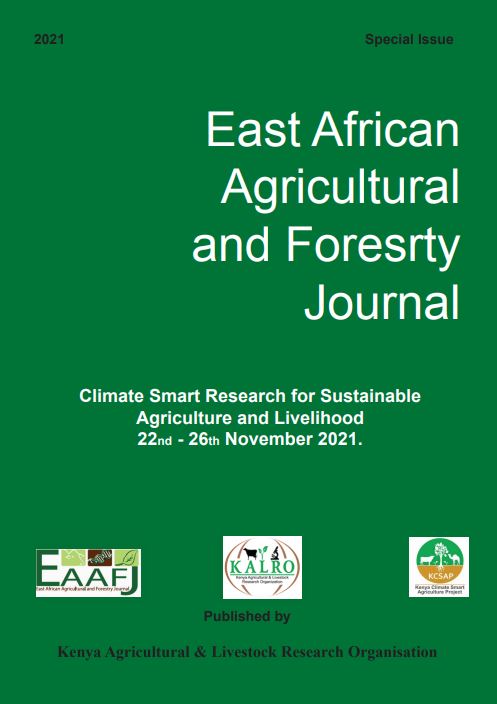 2021 Special Issue
East African
Agricultural
and Foresrty
Journal
Climate Smart Research for Sustainable
Agriculture and Livelihood
22nd - 26th November 2021.
EAAFJ
East African Agricultural and Forestry Journal
KALRO
Kenya Agricultural & Livestock
Research Organization
KCSAP
Kenya Climate Smart
Agriculture Project
Published by
Kenya Agricultural & Livestock Research Organisation